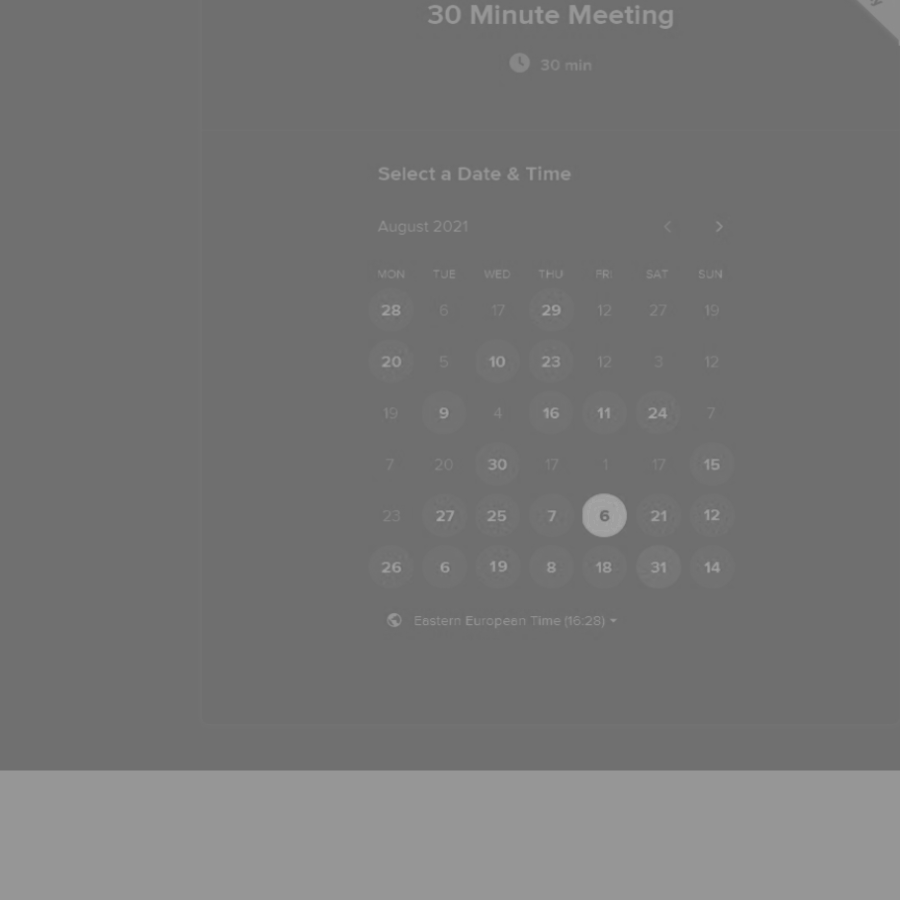 30 Minute Meeting
30 min
Select a Date & Time
August 2021
MON TUE WED THU FRI SAT SUN
28 6 17 29 12 27 19
20 5 10 23 12 3 12
19 9 4 16 11 24 7
7 20 30 17 1 17 15
23 27 25 7 6 21 12
26 6 19 8 18 31 14
Eastern European Time (16:28)